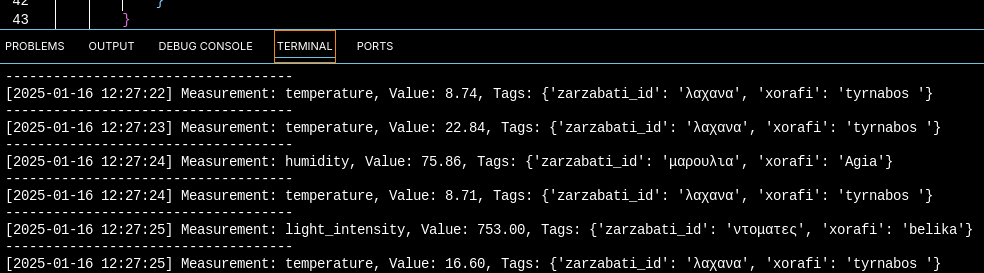 42 }
43 }
PROBLEMS OUTPUT DEBUG CONSOLE TERMINAL PORTS
------------------------------------
[2025-01-16 12:27:22] Measurement: temperature, Value: 8.74, Tags: {'zarzabati_id': 'λαχανα', 'xorafi': 'tyrnabos '}
------------------------------------
[2025-01-16 12:27:23] Measurement: temperature, Value: 22.84, Tags: {'zarzabati_id': 'λαχανα', 'xorafi': 'tyrnabos '}
------------------------------------
[2025-01-16 12:27:24] Measurement: humidity, Value: 75.86, Tags: {'zarzabati_id': 'μαρουλια', 'xorafi': 'Agia'}
------------------------------------
[2025-01-16 12:27:24] Measurement: temperature, Value: 8.71, Tags: {'zarzabati_id': 'λαχανα', 'xorafi': 'tyrnabos '}
------------------------------------
[2025-01-16 12:27:25] Measurement: light_intensity, Value: 753.00, Tags: {'zarzabati_id': 'ντοματες', 'xorafi': 'belika'}
------------------------------------
[2025-01-16 12:27:25] Measurement: temperature, Value: 16.60, Tags: {'zarzabati_id': 'λαχανα', 'xorafi': 'tyrnabos '}